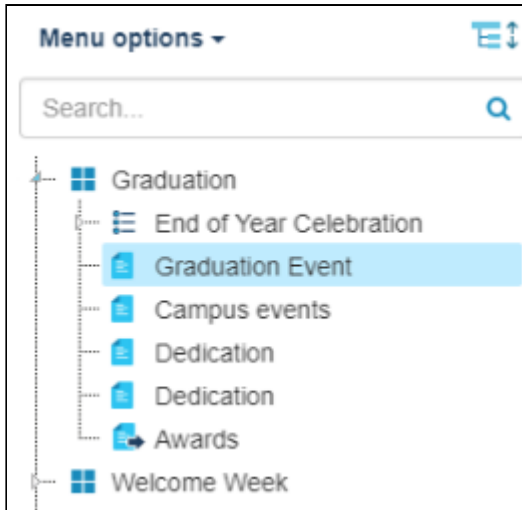 Menu options
Search...
Graduation
End of Year Celebration
Graduation Event
Campus events
Dedication
Dedication
Awards
Welcome Week